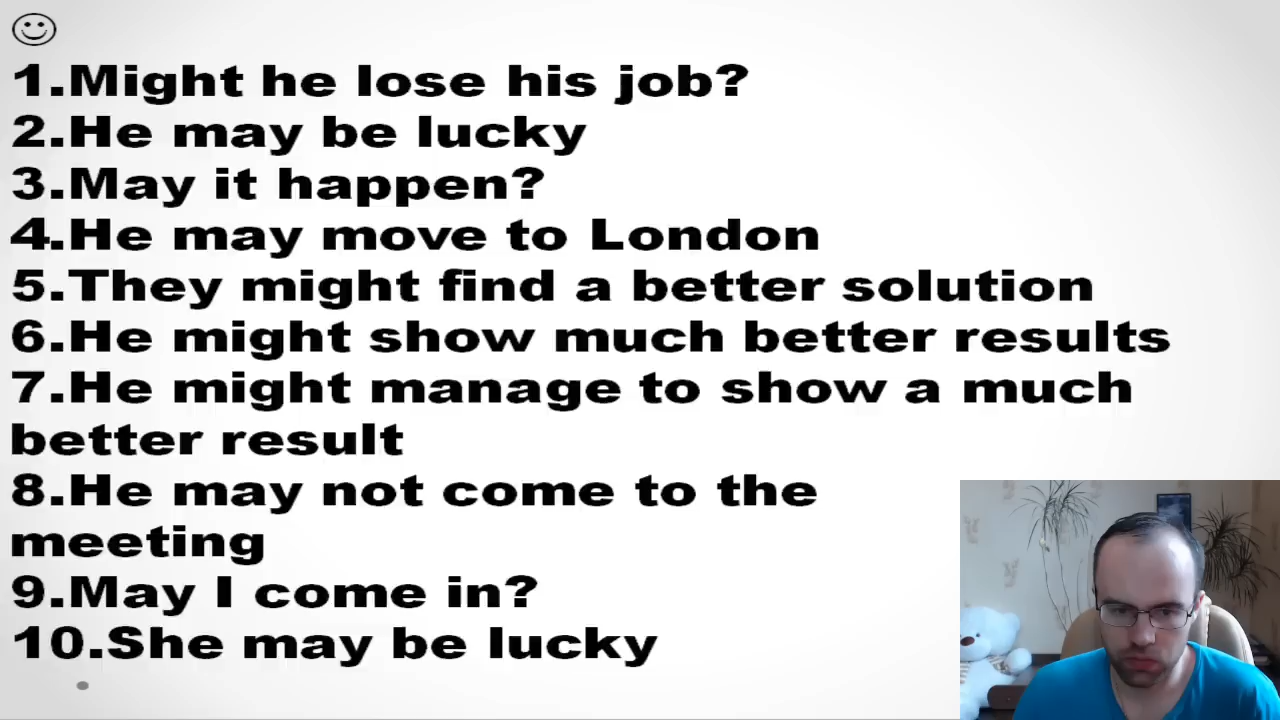 1.Might he lose his job?
2.He may be lucky
3.May it happen?
4.He may move to London
5.They might find a better solution
6.He might show much better results
7.He might manage to show a much
better result
8.He may not come to the
meeting
9.May I come in?
10.She may be lucky